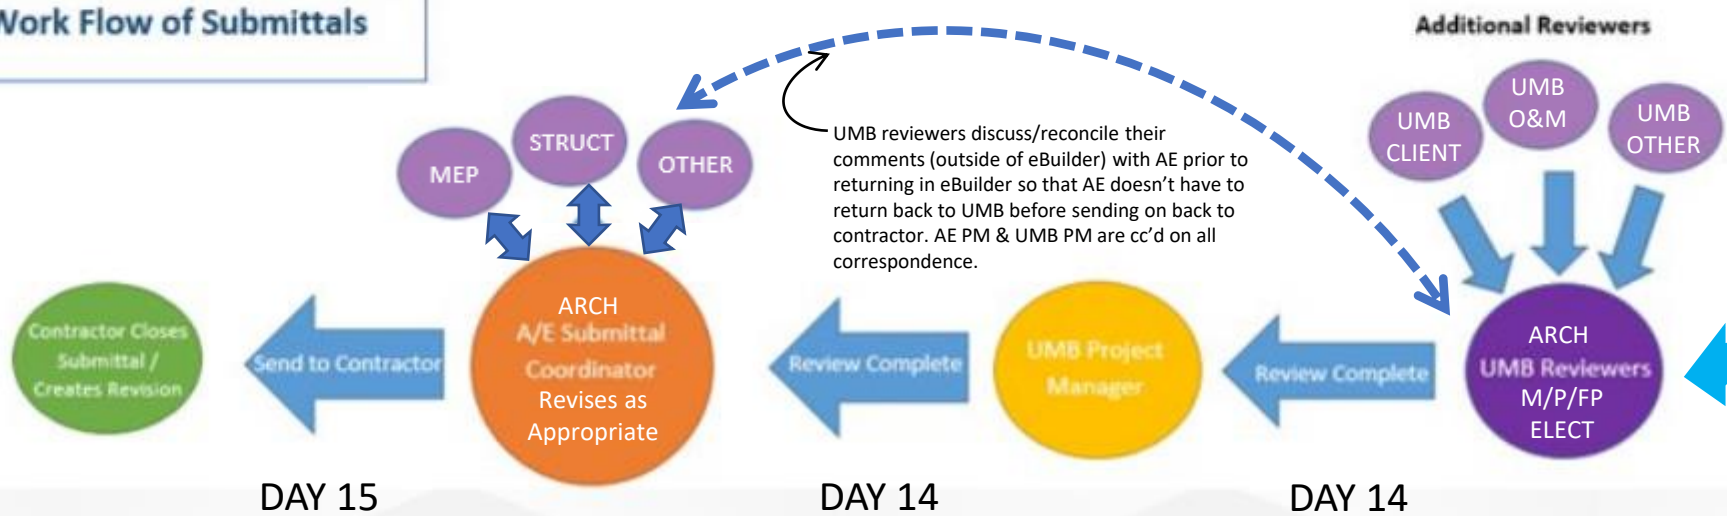 Work Flow of Submittals
Additional Reviewers
MEP
STRUCT
OTHER
UMB reviewers discuss/reconcile their
comments (outside of eBuilder) with AE prior to
returning in eBuilder so that AE doesn’t have to
return back to UMB before sending on back to
contractor. AE PM & UMB PM are cc’d on all
correspondence.
UMB
CLIENT
UMB
O&M
UMB
OTHER
Contractor Closes
Submittal /
Creates Revision
Send to Contractor
ARCH
A/E Submittal
Coordinator
Revises as
Appropriate
Review Complete
UMB Project
Manager
Review Complete
ARCH
UMB Reviewers
M/P/FP
ELECT
DAY 15
DAY 14
DAY 14